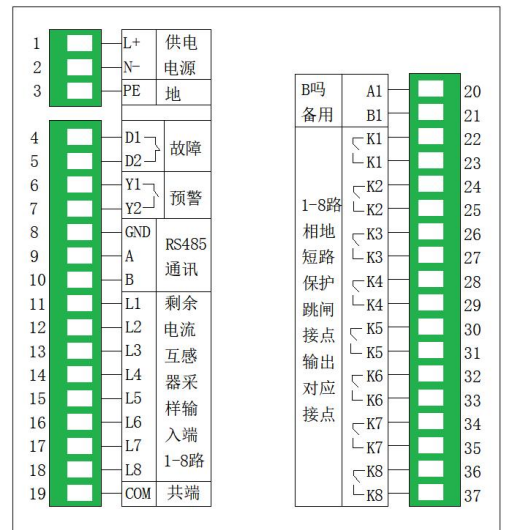 1 L+ 供电
2 N- 电源
3 PE 地
4 D1 故障
5 D2
6 Y1 预警
7 Y2
8 GND RS485
9 A 通讯
10 B
11 L1 剩余
12 L2 电流
13 L3 互感
14 L4 器采
15 L5 样输
16 L6 入端
17 L7 1-8路
18 L8
19 COM 共端
B吗 A1 20
备用 B1 21
K1 22
K1 23
K2 24
1-8路 K2 25
相地 K3 26
短路 K3 27
保护 K4 28
跳闸 K4 29
接点 K5 30
输出 K5 31
对应 K6 32
接点 K6 33
K7 34
K7 35
K8 36
K8 37